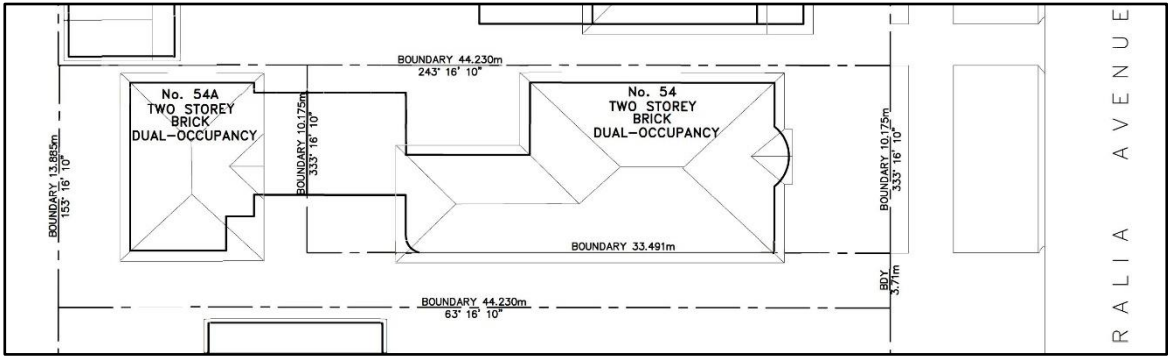 BOUNDARY 44.230m
243° 16' 10"
No. 54A
TWO STOREY
BRICK
DUAL-OCCUPANCY
No. 54
TWO STOREY
BRICK
DUAL-OCCUPANCY
BOUNDARY 13.885m
153° 16' 10"
BOUNDARY 10.175m
333° 16' 10"
BOUNDARY 10.175m
333° 16' 10"
BOUNDARY 33.491m
BDY
3.71m
BOUNDARY 44.230m
63° 16' 10"
RALIA AVENUE